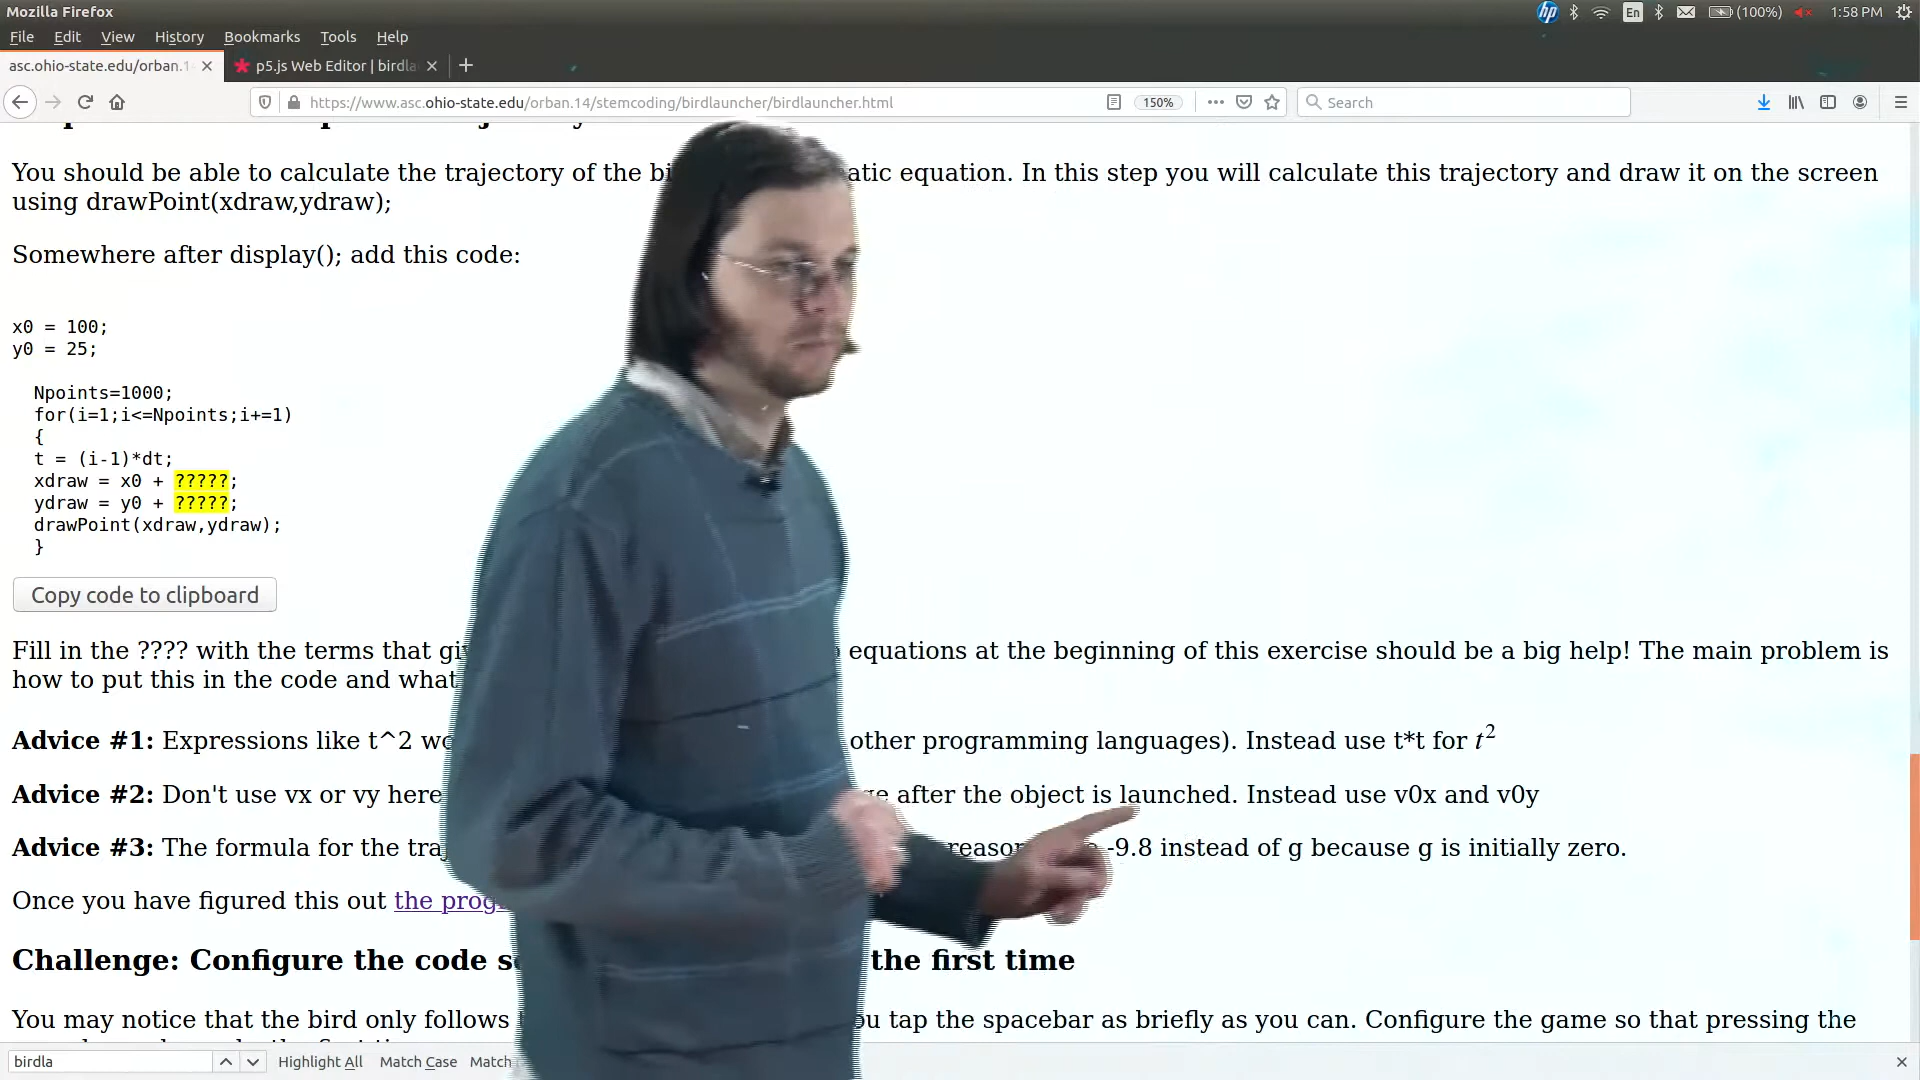 Mozilla Firefox
En
(100%)
1:58 PM
File Edit View History Bookmarks Tools Help
asc.ohio-state.edu/orban.1
p5.js Web Editor | birdla
https://www.asc.ohio-state.edu/orban.14/stemcoding/birdlauncher/birdlauncher.html
150%
Search
You should be able to calculate the trajectory of the equation. In this step you will calculate this trajectory and draw it on the screen
using drawPoint(xdraw,ydraw);
Somewhere after display(); add this code:
x0 = 100;
y0 = 25;
Npoints=1000;
for(i=1;i<=Npoints;i+=1)
{
t = (i-1)*dt;
xdraw = x0 + ?????;
ydraw = y0 + ?????;
drawPoint(xdraw,ydraw);
}
Copy code to clipboard
Fill in the ???? with the terms that equations at the beginning of this exercise should be a big help! The main problem is
how to put this in the code and what
Advice #1: Expressions like t^2 other programming languages). Instead use t*t for t²
Advice #2: Don't use vx or vy here after the object is launched. Instead use v0x and v0y
Advice #3: The formula for the -9.8 instead of g because g is initially zero.
Once you have figured this out the
Challenge: Configure the code the first time
You may notice that the bird only follows tap the spacebar as briefly as you can. Configure the game so that pressing the
birdla
Highlight All Match Case Match